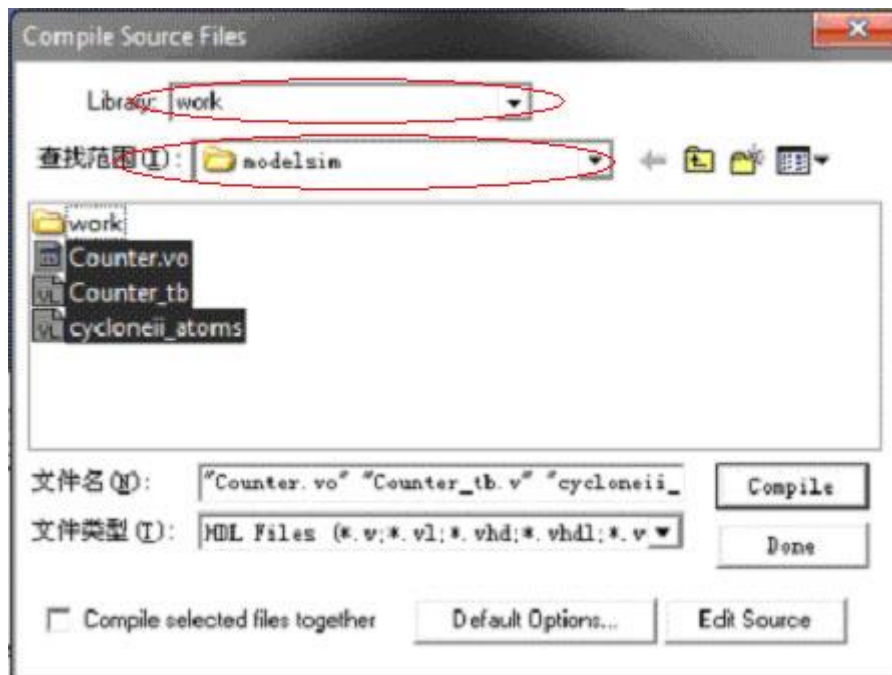 Compile Source Files
Library: work
查找范围(I): modelsim
work
Counter.vo
Counter_tb
cycloneii_atoms
文件名(N): "Counter.vo" "Counter_tb.v" "cycloneii_ Compile
文件类型(T): HDL Files (*.v;*.vl;*.vhd;*.vhdl;*.v Done
Compile selected files together Default Options... Edit Source